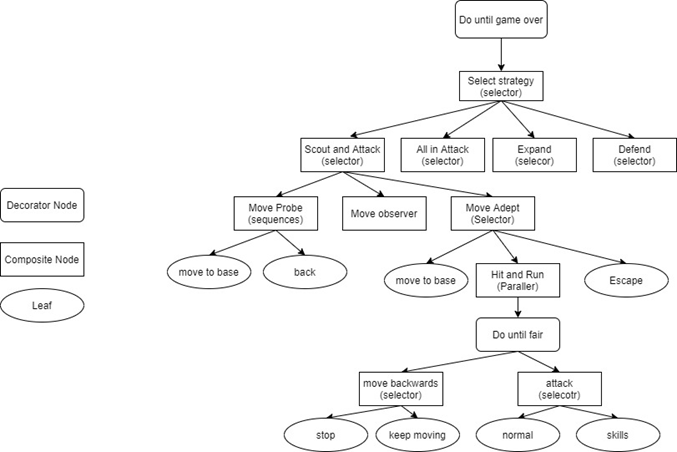 Do until game over
Select strategy
(selector)
Scout and Attack
(selector)
All in Attack
(selector)
Expand
(selecor)
Defend
(selector)
Decorator Node
Move Probe
(sequences)
Move observer
Move Adept
(Selector)
Composite Node
move to base
back
move to base
Hit and Run
(Paraller)
Escape
Leaf
Do until fair
move backwards
(selector)
attack
(selecotr)
stop
keep moving
normal
skills